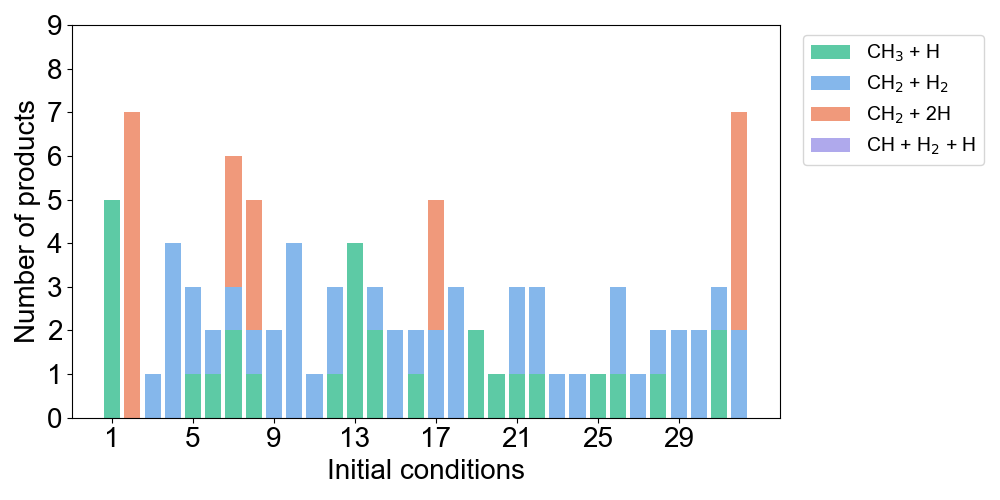 9
8
7
6
5
4
3
2
1
0
Number of products
1 5 9 13 17 21 25 29
Initial conditions
CH₃ + H
CH₂ + H₂
CH₂ + 2H
CH + H₂ + H